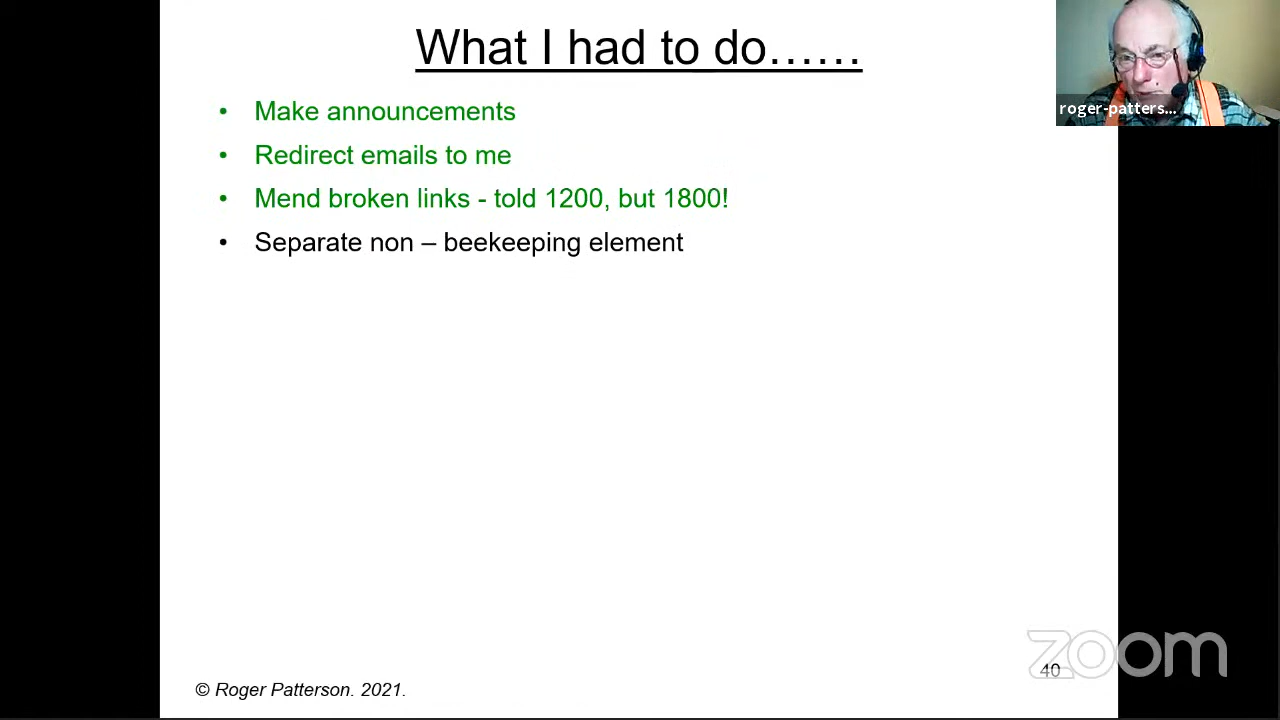 What I had to do……
roger-patters...
• Make announcements
• Redirect emails to me
• Mend broken links - told 1200, but 1800!
• Separate non – beekeeping element
zoom
40
© Roger Patterson. 2021.